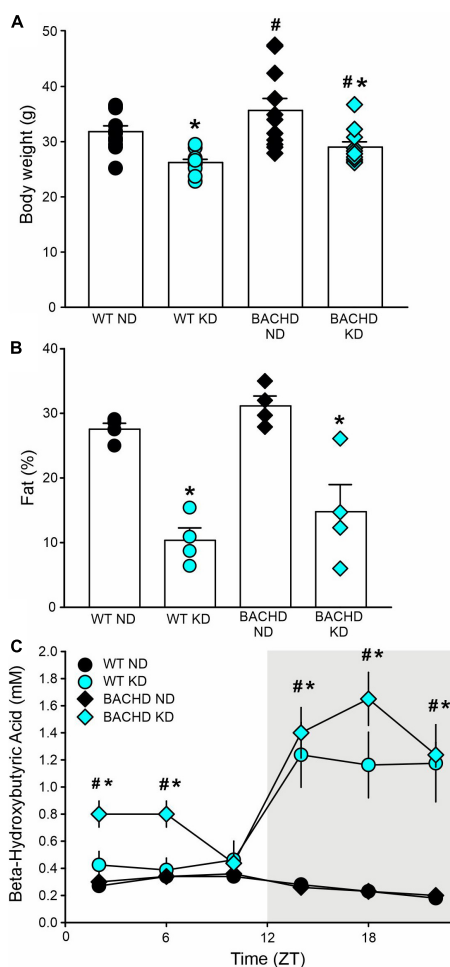 A
50
40
30
20
10
0
Body weight (g)
*
#
# *
WT ND
WT KD
BACHD
ND
BACHD
KD
B
40
30
20
10
0
Fat (%)
*
*
WT ND
WT KD
BACHD
ND
BACHD
KD
C
2.0
1.8
1.6
1.4
1.2
1.0
0.8
0.6
0.4
0.2
0.0
Beta-Hydroxybutyric Acid (mM)
WT ND
WT KD
BACHD ND
BACHD KD
#*
#*
#*
#*
#*
0
6
12
18
Time (ZT)